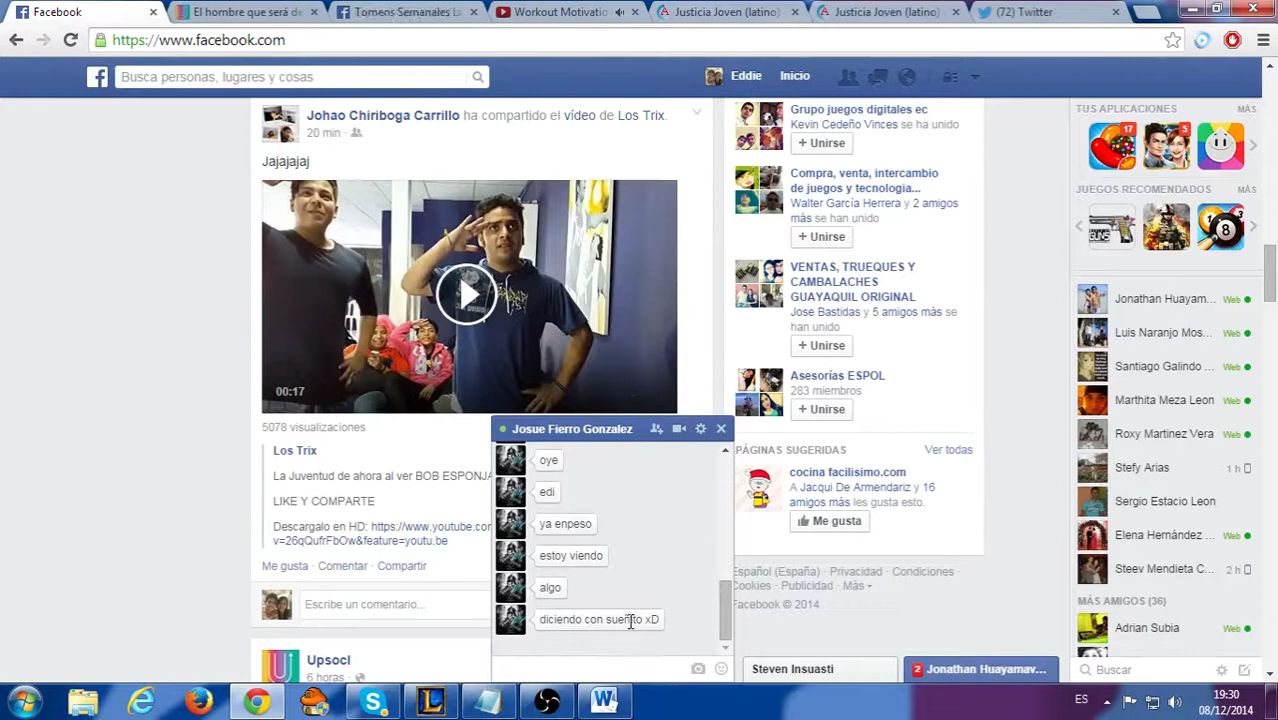 Facebook
El hombre que será de
Tomens Semanales L
Workout Motivatio
Justicia Joven (latino)
Justicia Joven (latino)
(72) Twitter
https://www.facebook.com
Busca personas, lugares y cosas
Eddie
Inicio
Johao Chiriboga Carrillo ha compartido el vídeo de Los Trix.
20 min
Jajajajaj
00:17
5078 visualizaciones
Los Trix
La Juventud de ahora al ver BOB ESPONJA
LIKE Y COMPARTE
Descargalo en HD: https://www.youtube.cor
v=26qQufrFbOw&feature=youtu.be
Me gusta · Comentar · Compartir
Escribe un comentario...
Upsocl
6 horas
Josue Fierro Gonzalez
oye
edi
ya enpeso
estoy viendo
algo
diciendo con sueñito xD
Grupo juegos digitales ec
Kevin Cedeño Vinces se ha unido
+ Unirse
Compra, venta, intercambio
de juegos y tecnologia...
Walter García Herrera y 2 amigos
más se han unido
+ Unirse
VENTAS, TRUEQUES Y
CAMBALACHES
GUAYAQUIL ORIGINAL
Jose Bastidas y 5 amigos más se
han unido
+ Unirse
Asesorías ESPOL
283 miembros
+ Unirse
PÁGINAS SUGERIDAS
Ver todas
cocina facilisimo.com
A Jacqui De Armendariz y 16
amigos más les gusta esto.
Me gusta
Español (España) · Privacidad · Condiciones ·
Cookies · Publicidad · Más
Facebook © 2014
Steven Insuasti
2 Jonathan Huayamav...
TUS APLICACIONES
MÁS
17
5
JUEGOS RECOMENDADOS
MÁS
8
Jonathan Huayam... Web
Luis Naranjo Mos... Web
Santiago Galindo ... Web
Marthita Meza Leon Web
Roxy Martinez Vera Web
Stefy Arias 1 h
Sergio Estacio Leon
Elena Hernández ... Web
Steev Mendieta C... 2 h
MÁS AMIGOS (36)
Adrian Subia Web
Buscar
ES
19:30
08/12/2014